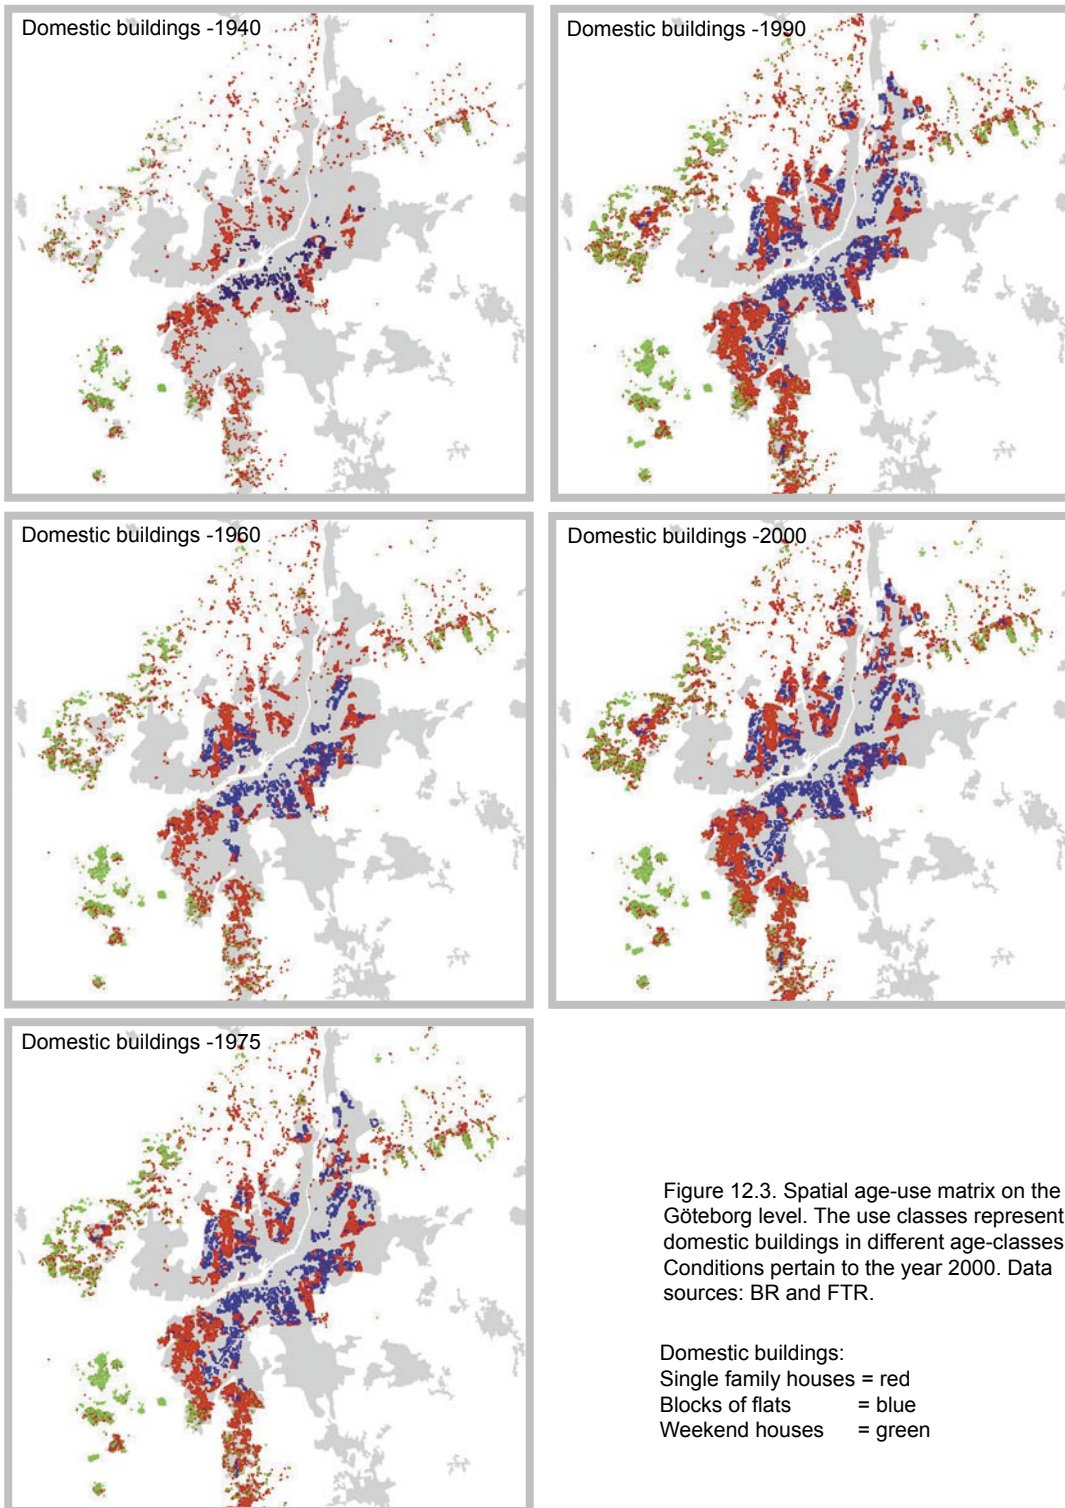 Domestic buildings -1940
Domestic buildings -1990
Domestic buildings -1960
Domestic buildings -2000
Domestic buildings -1975
Figure 12.3. Spatial age-use matrix on the
Göteborg level. The use classes represent
domestic buildings in different age-classes
Conditions pertain to the year 2000. Data
sources: BR and FTR.
Domestic buildings:
Single family houses = red
Blocks of flats = blue
Weekend houses = green